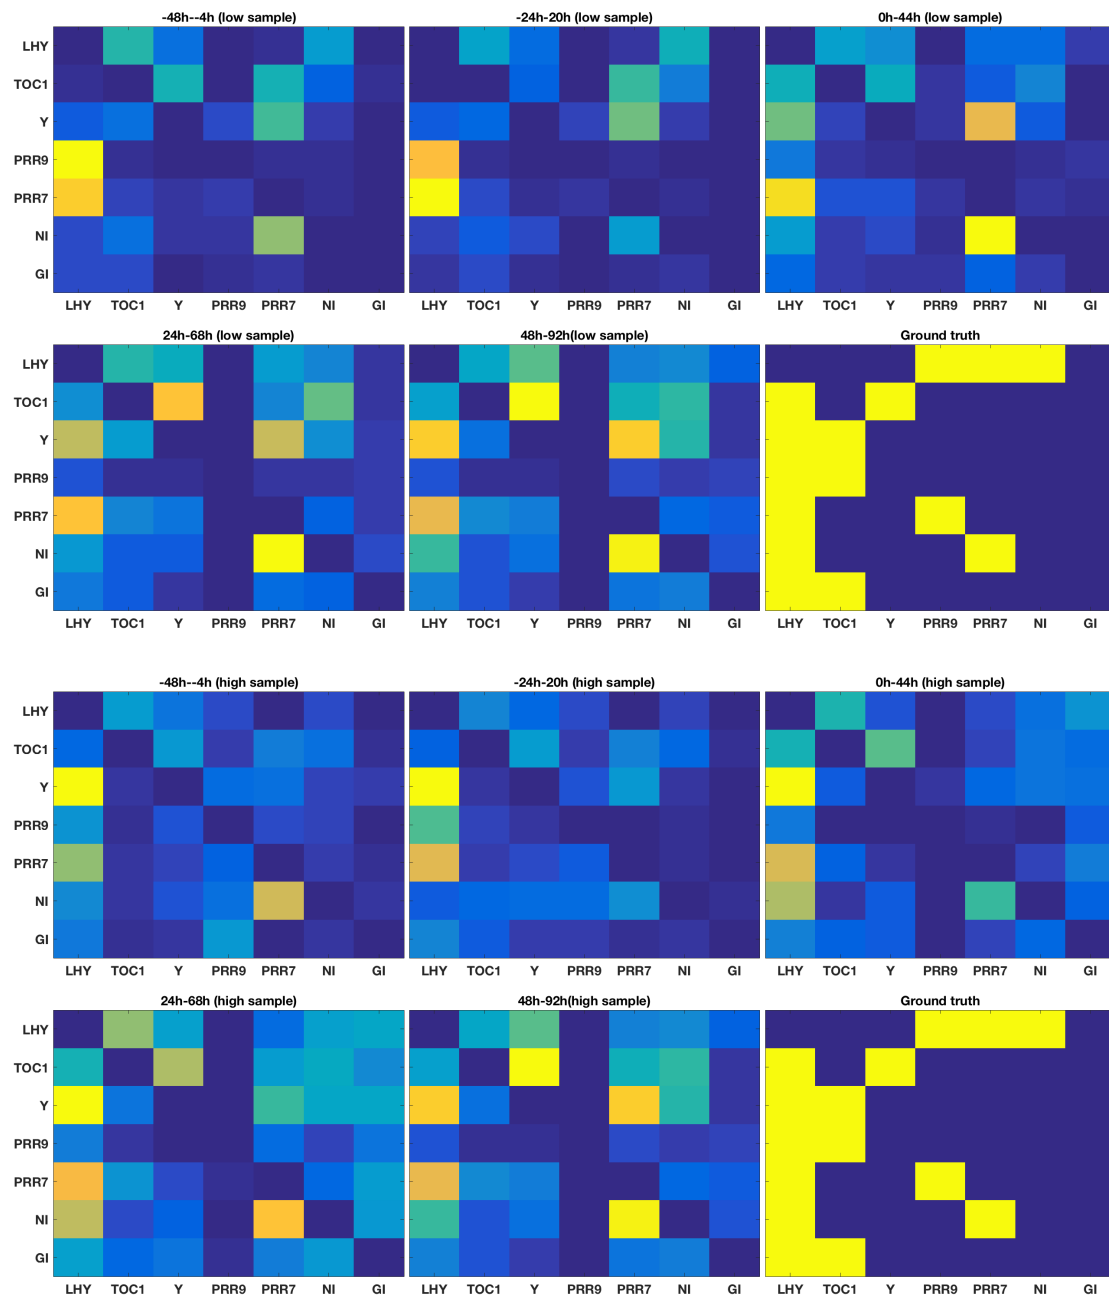 -48h--4h (low sample) -24h-20h (low sample) 0h-44h (low sample)
LHY
TOC1
Y
PRR9
PRR7
NI
GI
LHY TOC1 Y PRR9 PRR7 NI GI LHY TOC1 Y PRR9 PRR7 NI GI LHY TOC1 Y PRR9 PRR7 NI GI
24h-68h (low sample) 48h-92h(low sample) Ground truth
LHY
TOC1
Y
PRR9
PRR7
NI
GI
LHY TOC1 Y PRR9 PRR7 NI GI LHY TOC1 Y PRR9 PRR7 NI GI LHY TOC1 Y PRR9 PRR7 NI GI
-48h--4h (high sample) -24h-20h (high sample) 0h-44h (high sample)
LHY
TOC1
Y
PRR9
PRR7
NI
GI
LHY TOC1 Y PRR9 PRR7 NI GI LHY TOC1 Y PRR9 PRR7 NI GI LHY TOC1 Y PRR9 PRR7 NI GI
24h-68h (high sample) 48h-92h(high sample) Ground truth
LHY
TOC1
Y
PRR9
PRR7
NI
GI
LHY TOC1 Y PRR9 PRR7 NI GI LHY TOC1 Y PRR9 PRR7 NI GI LHY TOC1 Y PRR9 PRR7 NI GI